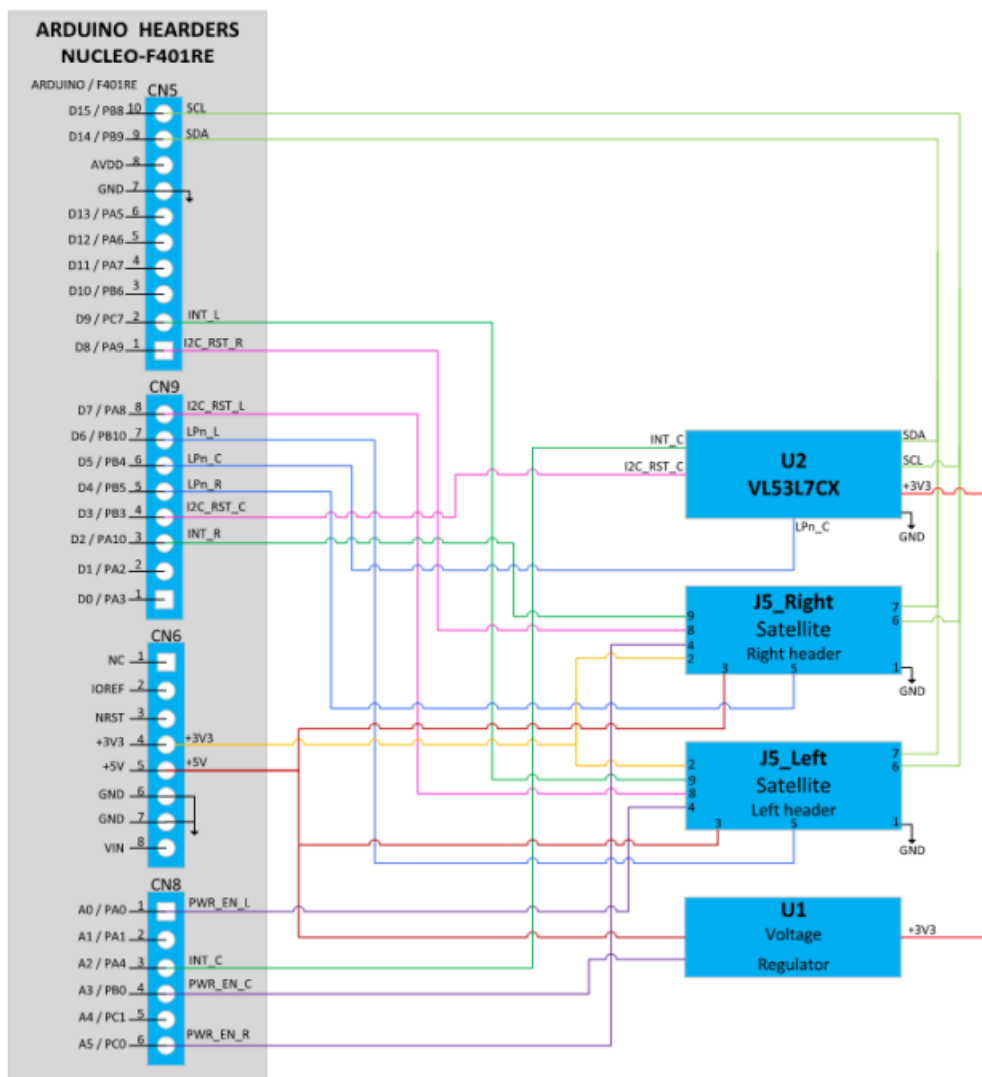 ARDUINO HEARDERS
NUCLEO-F401RE
ARDUINO / F401RE
CN5
D15 / PB8 10 SCL
D14 / PB9 9 SDA
AVDD 8
GND 7
D13 / PA5 6
D12 / PA6 5
D11 / PA7 4
D10 / PB6 3
D9 / PC7 2 INT_L
D8 / PA9 1 I2C_RST_R
CN9
D7 / PA8 8 I2C_RST_L
D6 / PB10 7 LPn_L
D5 / PB4 6 LPn_C
D4 / PB5 5 LPn_R
D3 / PB3 4 I2C_RST_C
D2 / PA10 3 INT_R
D1 / PA2 2
D0 / PA3 1
CN6
NC 1
IOREF 2
NRST 3
+3V3 4 +3V3
+5V 5 +5V
GND 6
GND 7
VIN 8
CN8
A0 / PA0 1 PWR_EN_L
A1 / PA1 2
A2 / PA4 3 INT_C
A3 / PB0 4 PWR_EN_C
A4 / PC1 5
A5 / PC0 6 PWR_EN_R
INT_C
I2C_RST_C
U2
VL53L7CX
SDA
SCL
+3V3
GND
LPn_C
J5_Right
Satellite
Right header
9
8
4
2
3
5
7
6
1
GND
J5_Left
Satellite
Left header
2
9
8
4
3
5
7
6
1
GND
U1
Voltage
Regulator
+3V3